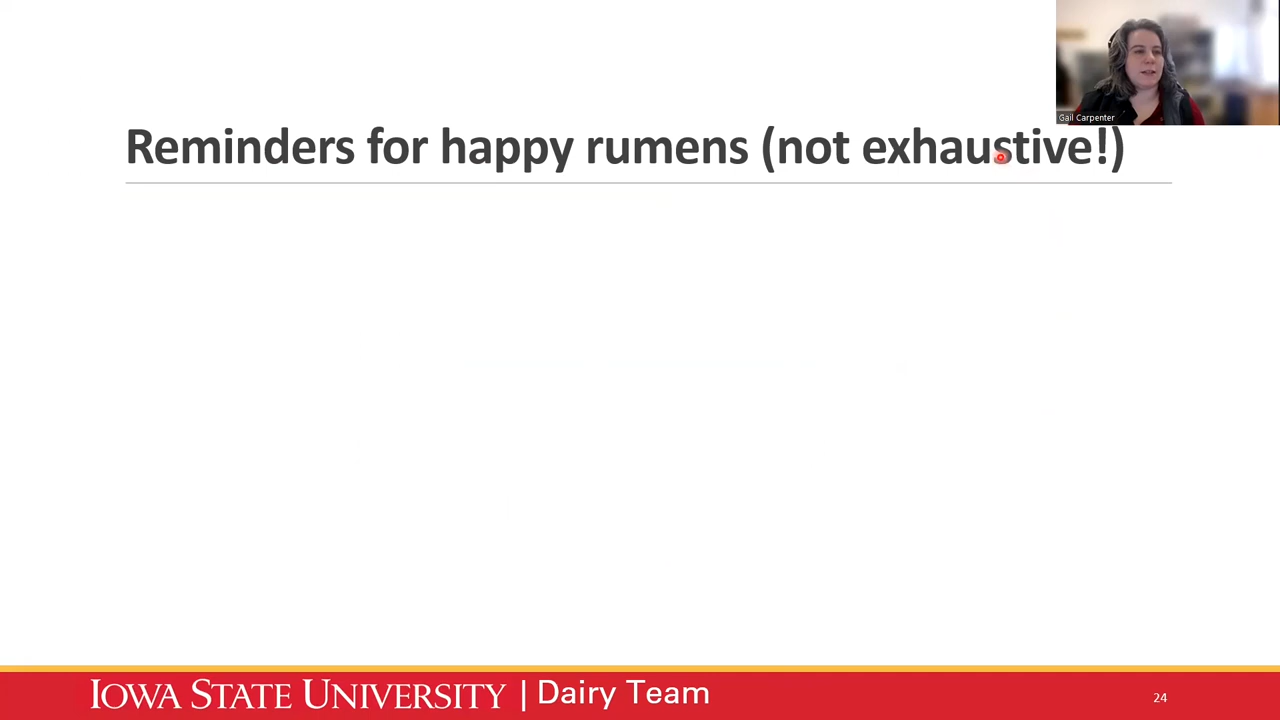 Gail Carpenter
Reminders for happy rumens (not exhaustive!)
IOWA STATE UNIVERSITY | Dairy Team
24